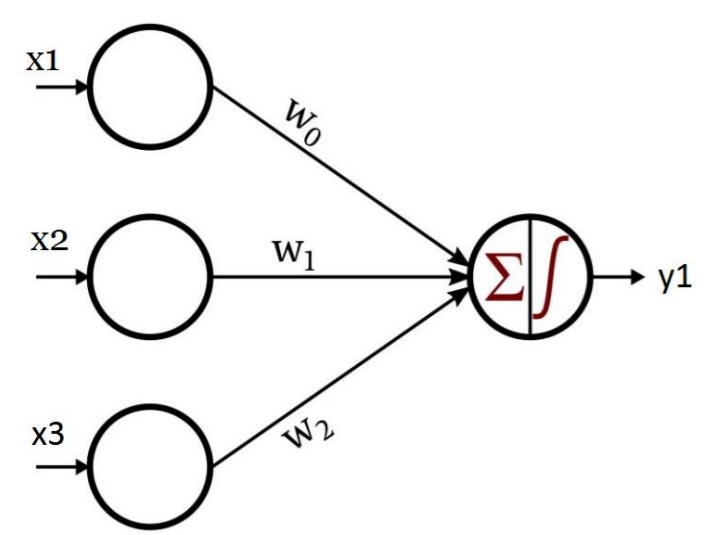 x1
w₀
x2
w₁
Σ ∫ y1
x3
w₂